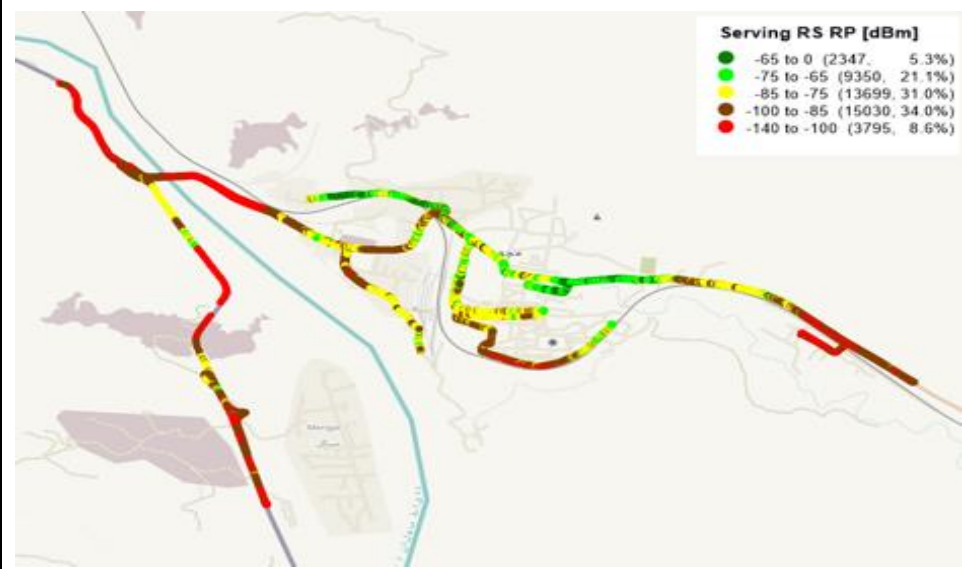 Serving RS RP [dBm]
-65 to 0 (2347, 5.3%)
-75 to -65 (9350, 21.1%)
-85 to -75 (13699, 31.0%)
-100 to -85 (15030, 34.0%)
-140 to -100 (3795, 8.6%)